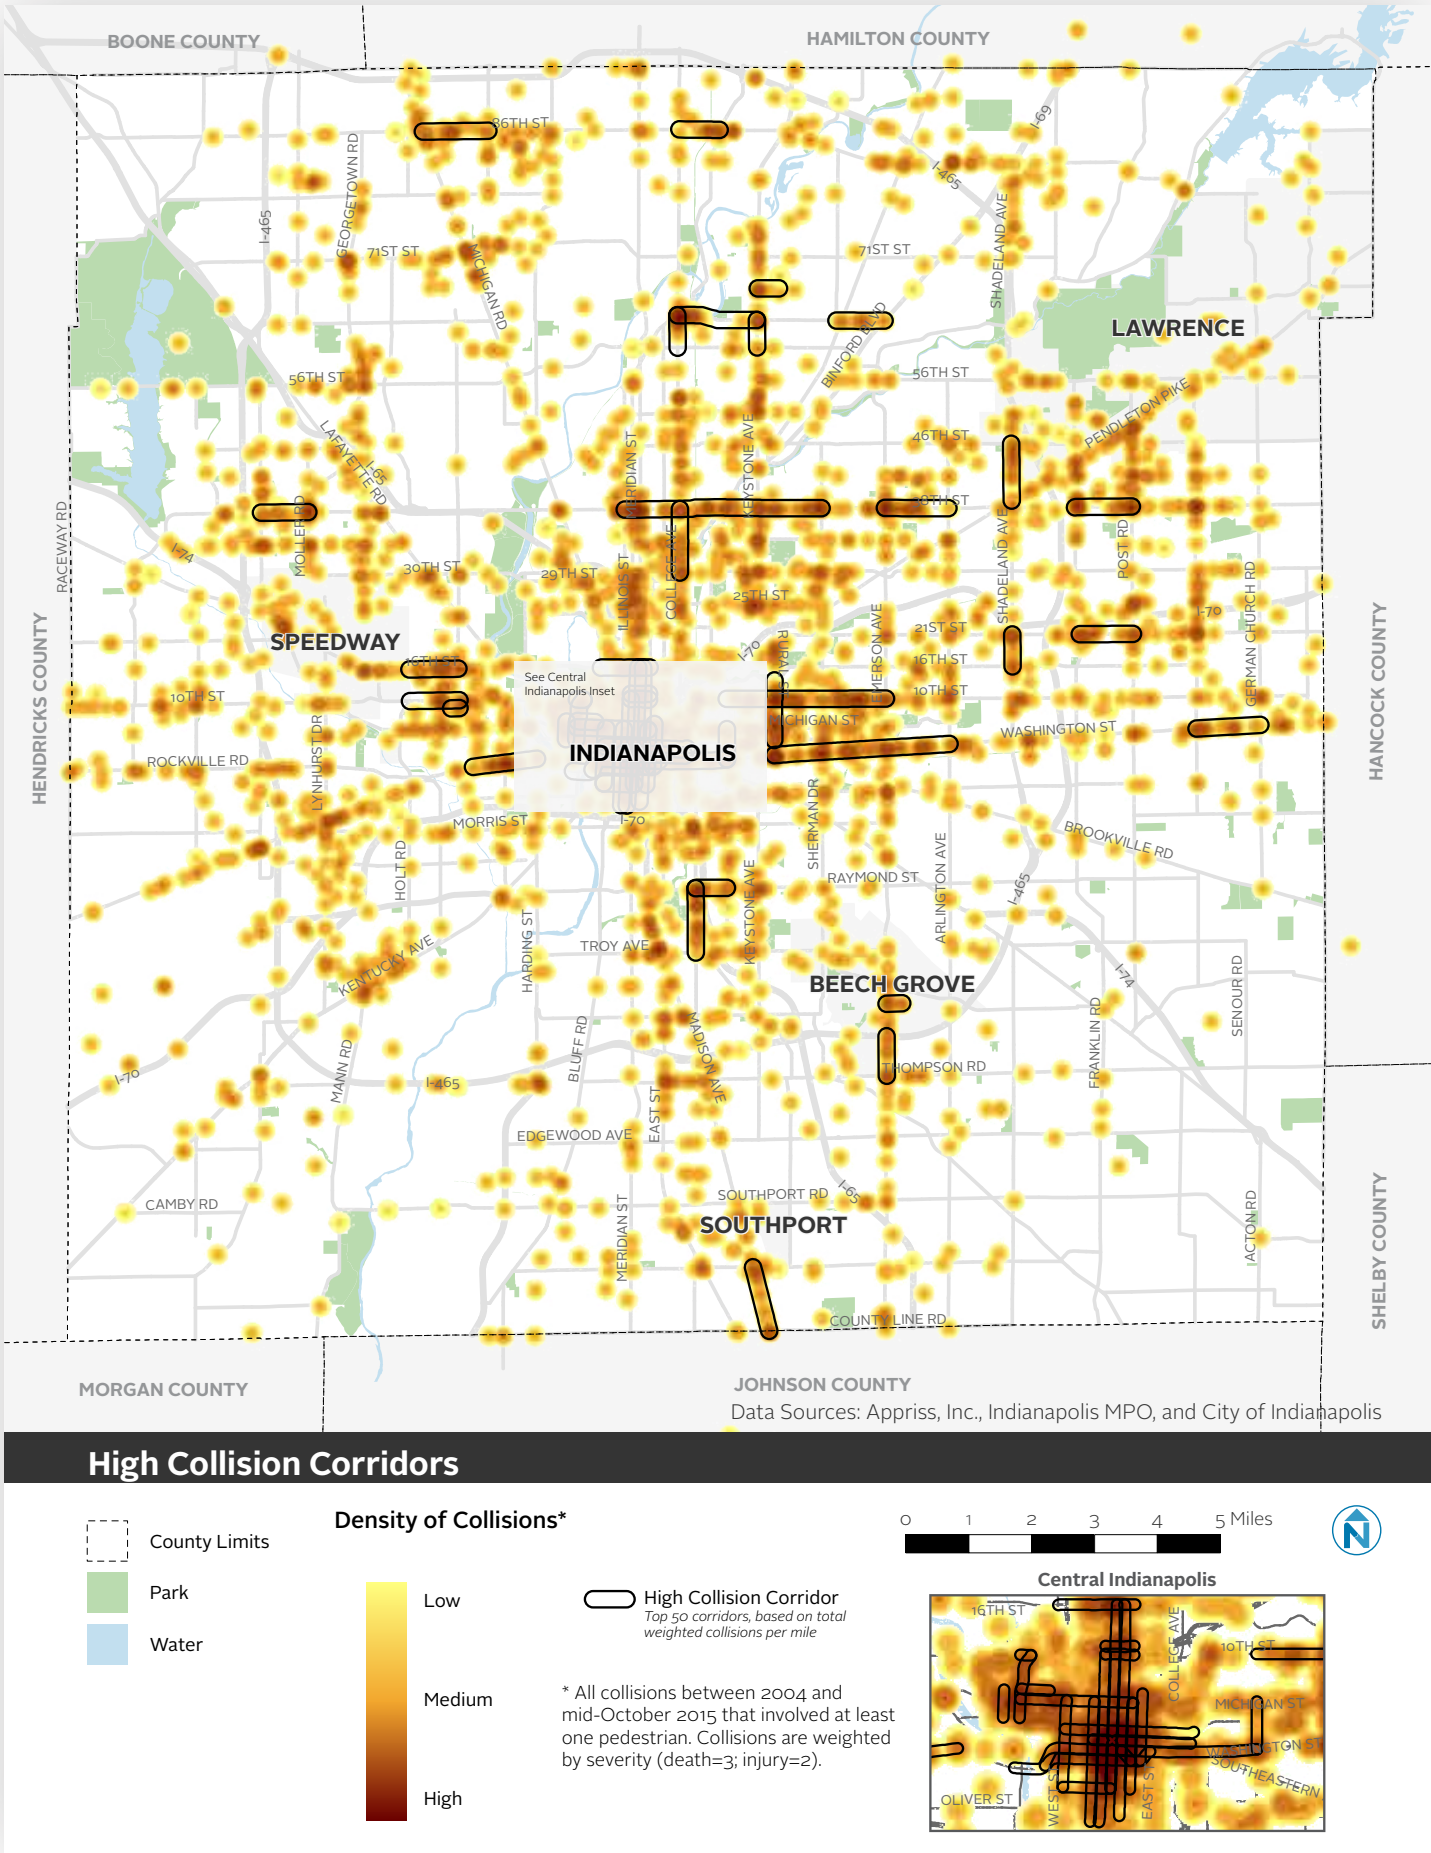 BOONE COUNTY
HAMILTON COUNTY
86TH ST
I-69
GEORGETOWN RD
I-465
I-465
71ST ST
MICHIGAN RD
71ST ST
SHADELAND AVE
LAWRENCE
BINFORD BLVD
56TH ST
56TH ST
PENDLETON PIKE
LAFAYETTE RD
I-65
MERIDIAN ST
KEYSTONE AVE
46TH ST
38TH ST
RACEWAY RD
I-74
MOLLER RD
30TH ST
29TH ST
ILLINOIS ST
COLLEGE AVE
25TH ST
SHADELAND AVE
POST RD
I-70
GERMAN CHURCH RD
SPEEDWAY
16TH ST
See Central
Indianapolis Inset
I-70
RURAL ST
EMERSON AVE
21ST ST
16TH ST
10TH ST
HENDRICKS COUNTY
HANCOCK COUNTY
10TH ST
MICHIGAN ST
WASHINGTON ST
INDIANAPOLIS
ROCKVILLE RD
LYNHURST DR
MORRIS ST
I-70
SHERMAN DR
BROOKVILLE RD
HOLT RD
RAYMOND ST
ARLINGTON AVE
I-465
KEYSTONE AVE
HARDING ST
TROY AVE
KENTUCKY AVE
BEECH GROVE
I-74
SENOUR RD
FRANKLIN RD
MADISON AVE
BLUFF RD
MANN RD
I-70
I-465
THOMPSON RD
EAST ST
EDGEWOOD AVE
CAMBY RD
SOUTHPORT RD
I-65
SOUTHPORT
MERIDIAN ST
ACTON RD
SHELBY COUNTY
COUNTY LINE RD
MORGAN COUNTY
JOHNSON COUNTY
Data Sources: Appriss, Inc., Indianapolis MPO, and City of Indianapolis
High Collision Corridors
County Limits
Park
Water
Density of Collisions*
Low
Medium
High
High Collision Corridor
Top 50 corridors, based on total
weighted collisions per mile
* All collisions between 2004 and
mid-October 2015 that involved at least
one pedestrian. Collisions are weighted
by severity (death=3; injury=2).
0 1 2 3 4 5 Miles
N
Central Indianapolis
16TH ST
COLLEGE AVE
10TH ST
MICHIGAN ST
WASHINGTON ST
SOUTHEASTERN
WEST ST
EAST ST
OLIVER ST